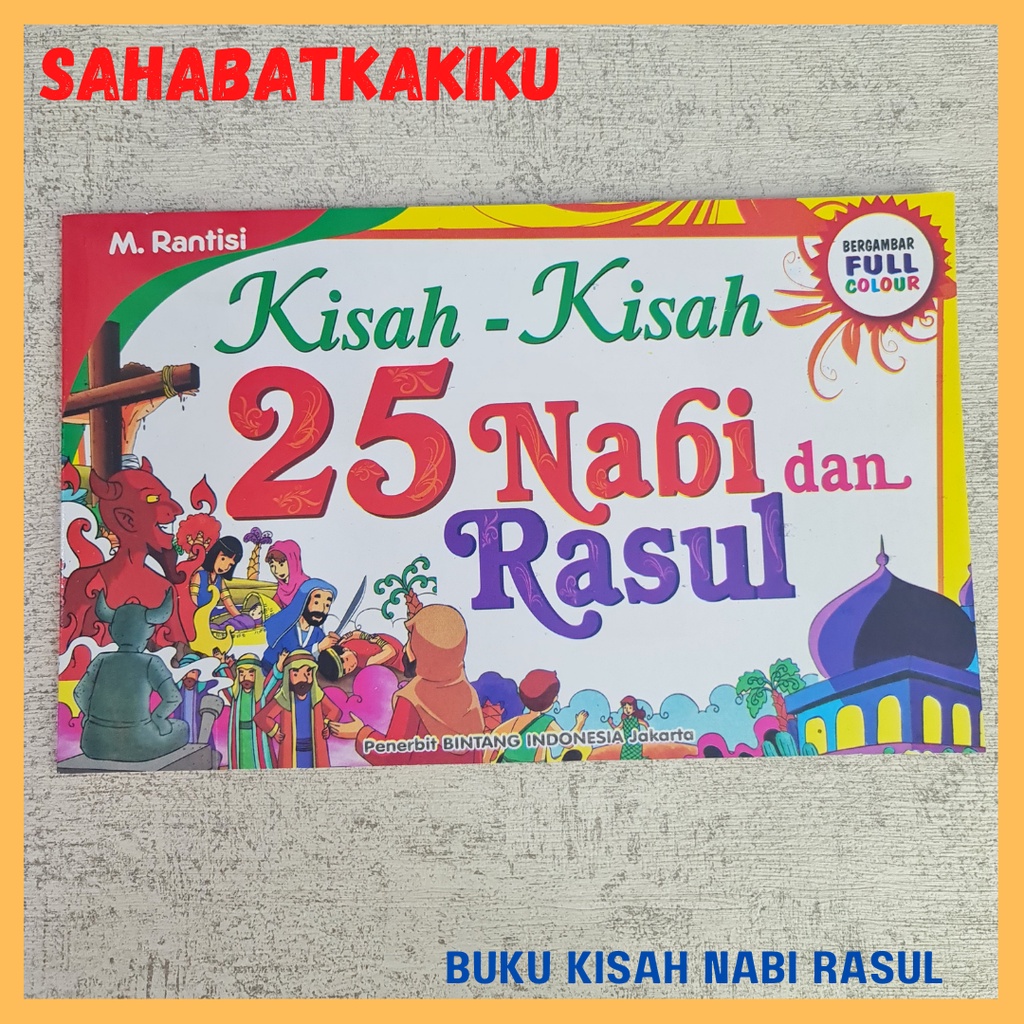 SAHABATKAKIKU
M. Rantisi
BERGAMBAR
FULL
COLOUR
Kisah - Kisah
25 Nabi dan
Rasul
Penerbit BINTANG INDONESIA Jakarta
BUKU KISAH NABI RASUL